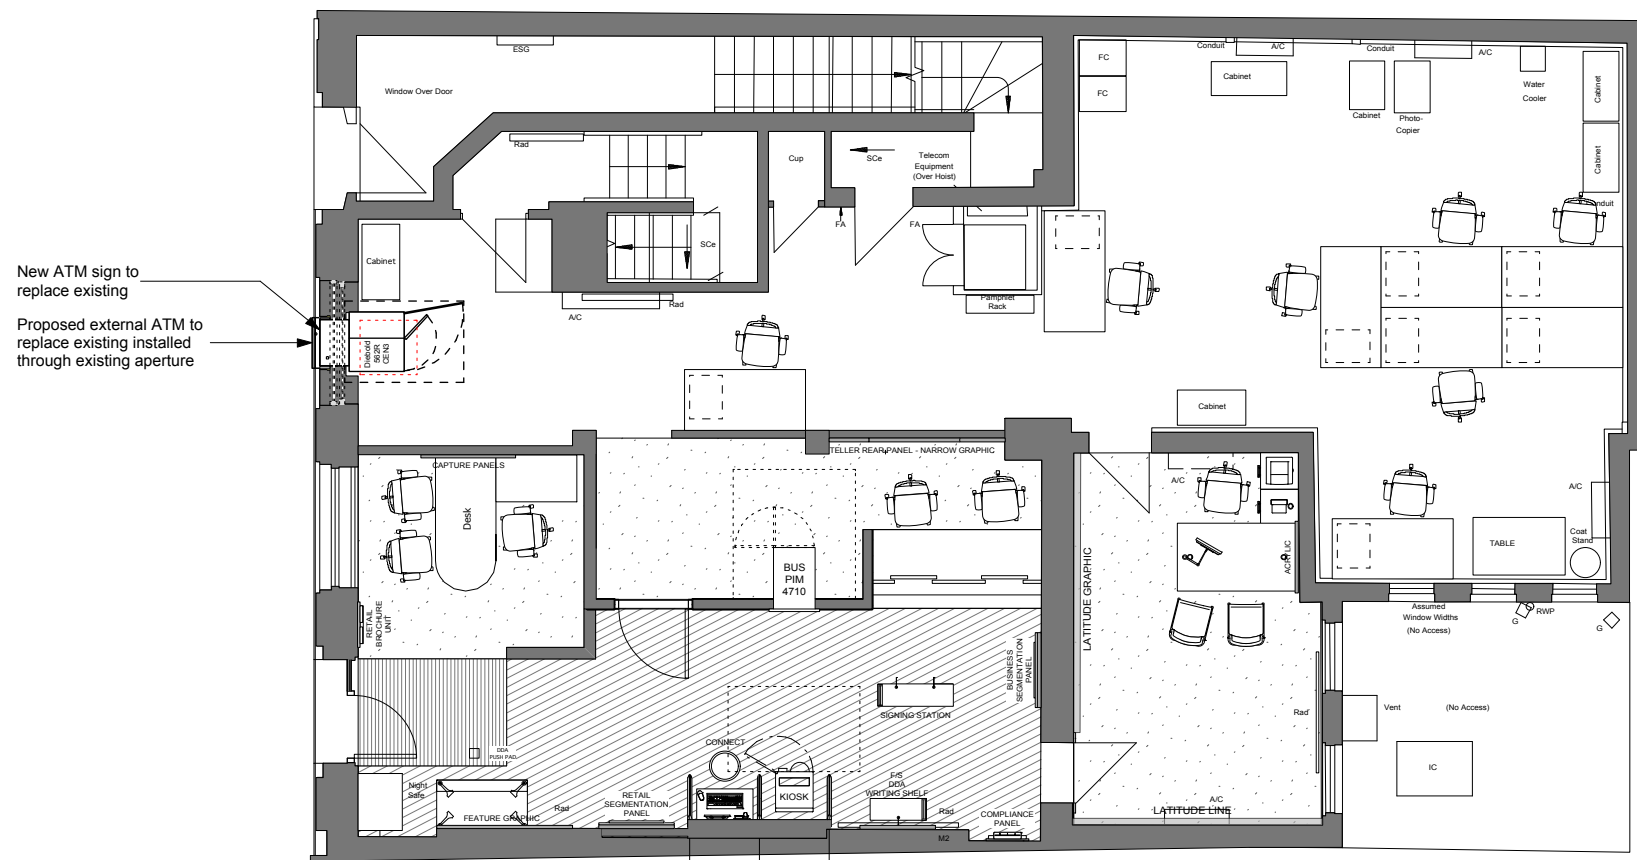 ESG
Window Over Door
Rad
Cup
SCe
Telecom
Equipment
(Over Hoist)
FC
FC
Conduit
A/C
Cabinet
Conduit
A/C
Cabinet
Photo-
Copier
Water
Cooler
Cabinet
Cabinet
Conduit
FA
FA
SCe
Cabinet
Rad
A/C
Pamphlet
Rack
New ATM sign to
replace existing
Proposed external ATM to
replace existing installed
through existing aperture
Diebold
562R
CEN3
Cabinet
CAPTURE PANELS
Desk
TELLER REAR PANEL - NARROW GRAPHIC
BUS
PIM
4710
A/C
ACRYLIC
LATITUDE GRAPHIC
A/C
Coat
Stand
TABLE
RETAIL
BROCHURE
UNIT
Assumed
Window Widths
(No Access)
G
RWP
G
BUSINESS
SEGMENTATION
PANEL
SIGNING STATION
Rad
Vent
(No Access)
IC
CONNECT
DDA
PUSH PAD
Night
Safe
FEATURE GRAPHIC
Rad
RETAIL
SEGMENTATION
PANEL
KIOSK
F/S
DDA
WRITING SHELF
Rad
M2
COMPLIANCE
PANEL
A/C
LATITUDE LINE